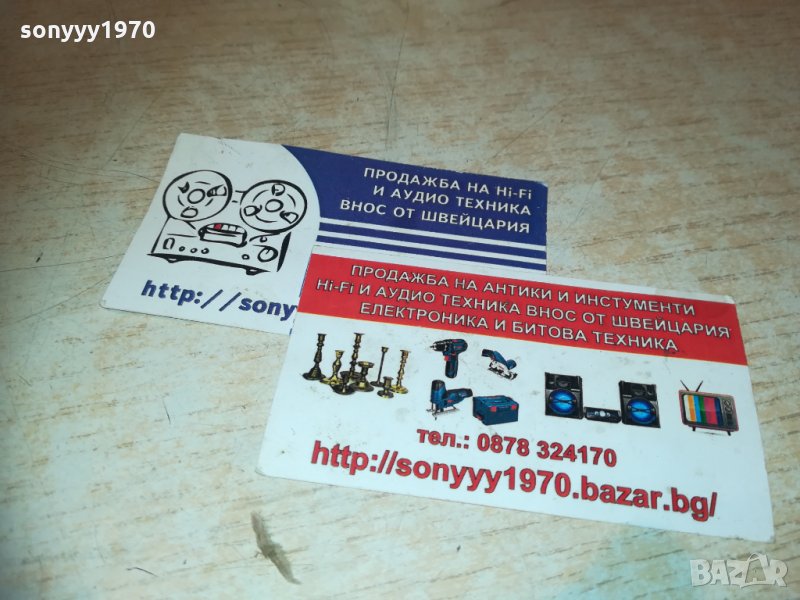 sonyyy1970
ПРОДАЖБА НА Hi-Fi
И АУДИО ТЕХНИКА
ВНОС ОТ ШВЕЙЦАРИЯ
http://sony
ПРОДАЖБА НА АНТИКИ И ИНСТУМЕНТИ
Hi-Fi И АУДИО ТЕХНИКА ВНОС ОТ ШВЕЙЦАРИЯ
ЕЛЕКТРОНИКА И БИТОВА ТЕХНИКА
тел.: 0878 324170
http://sonyyy1970.bazar.bg/
BAZAR